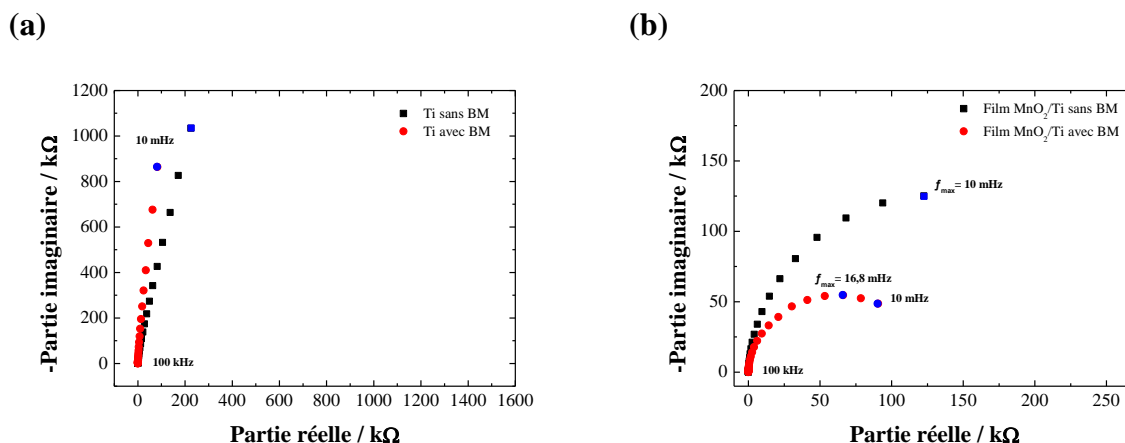 (a)
(b)
1200
1000
800
600
400
200
0
-Partie imaginaire / kΩ
Ti sans BM
Ti avec BM
10 mHz
100 kHz
0 200 400 600 800 1000 1200 1400 1600
Partie réelle / kΩ
200
150
100
50
0
-Partie imaginaire / kΩ
Film MnO₂/Ti sans BM
Film MnO₂/Ti avec BM
fmax= 10 mHz
fmax= 16,8 mHz
10 mHz
100 kHz
0 50 100 150 200 250
Partie réelle / kΩ